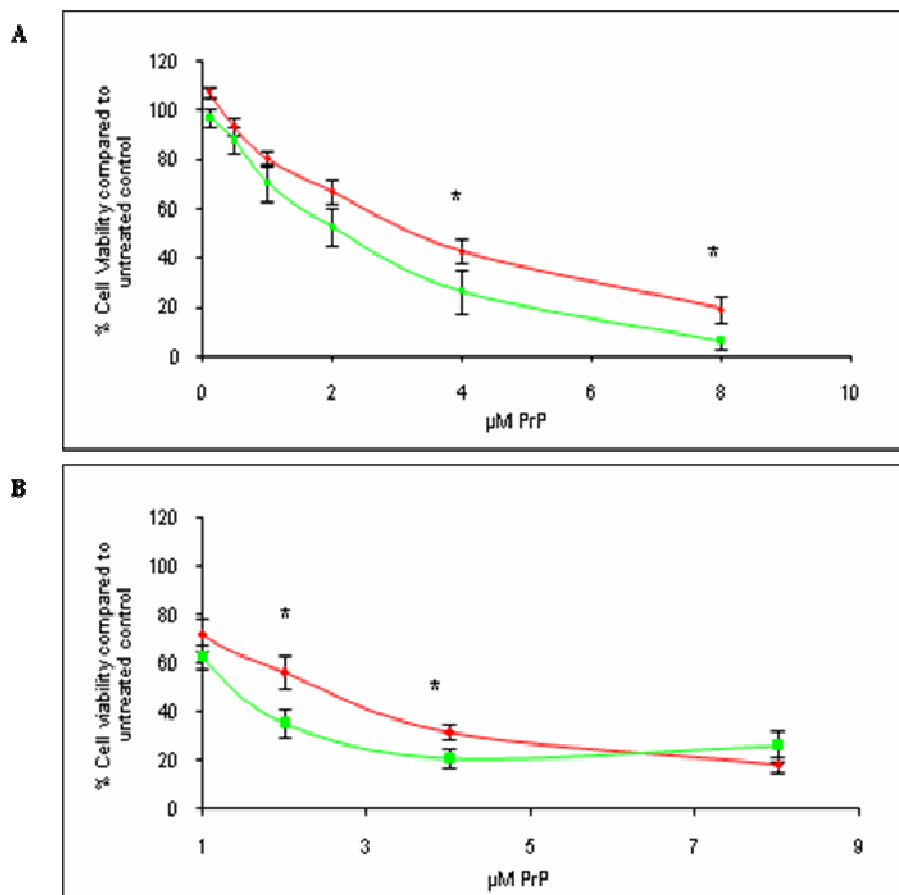 A
120
100
80
60
40
20
0
% Cell Viability compared to
untreated control
*
*
0 2 4 6 8 10
µM PrP
B
120
100
80
60
40
20
0
% Cell viability compared to
untreated control
*
*
1 3 5 7 9
µM PrP